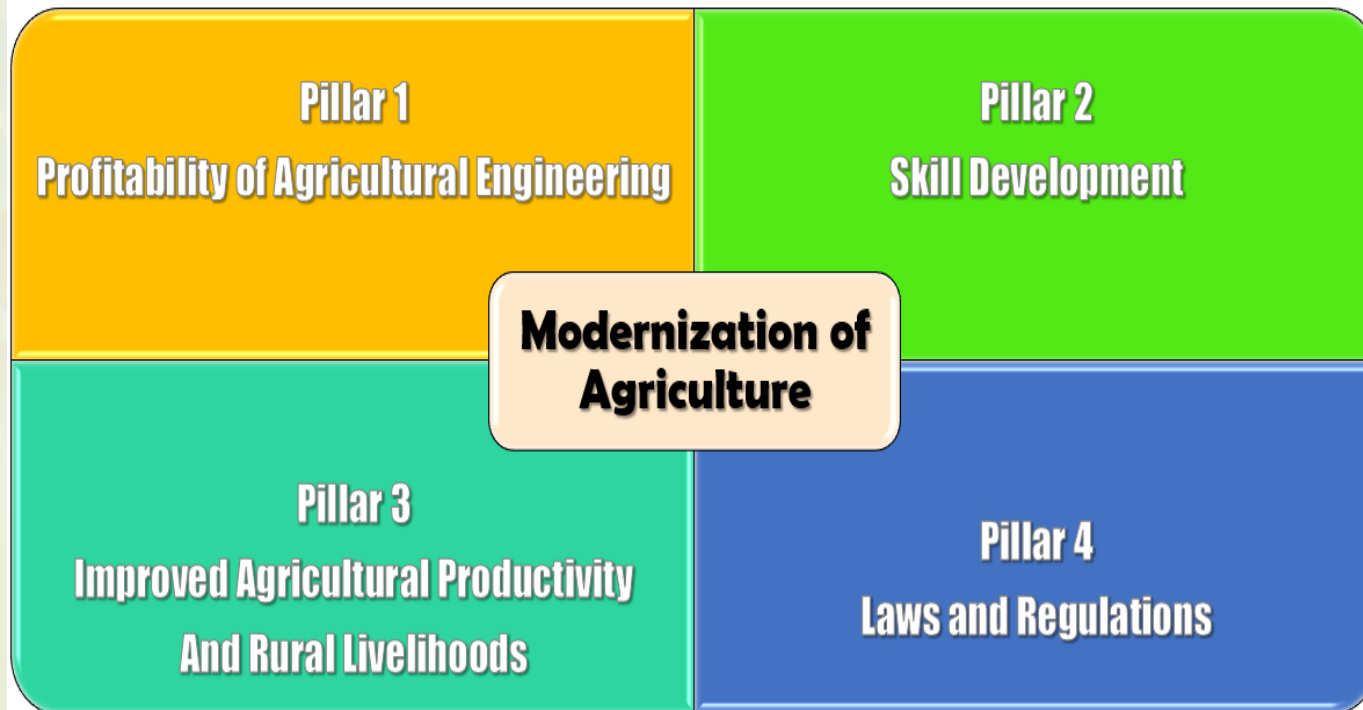 Pillar 1
Profitability of Agricultural Engineering
Pillar 2
Skill Development
Modernization of
Agriculture
Pillar 3
Improved Agricultural Productivity
And Rural Livelihoods
Pillar 4
Laws and Regulations